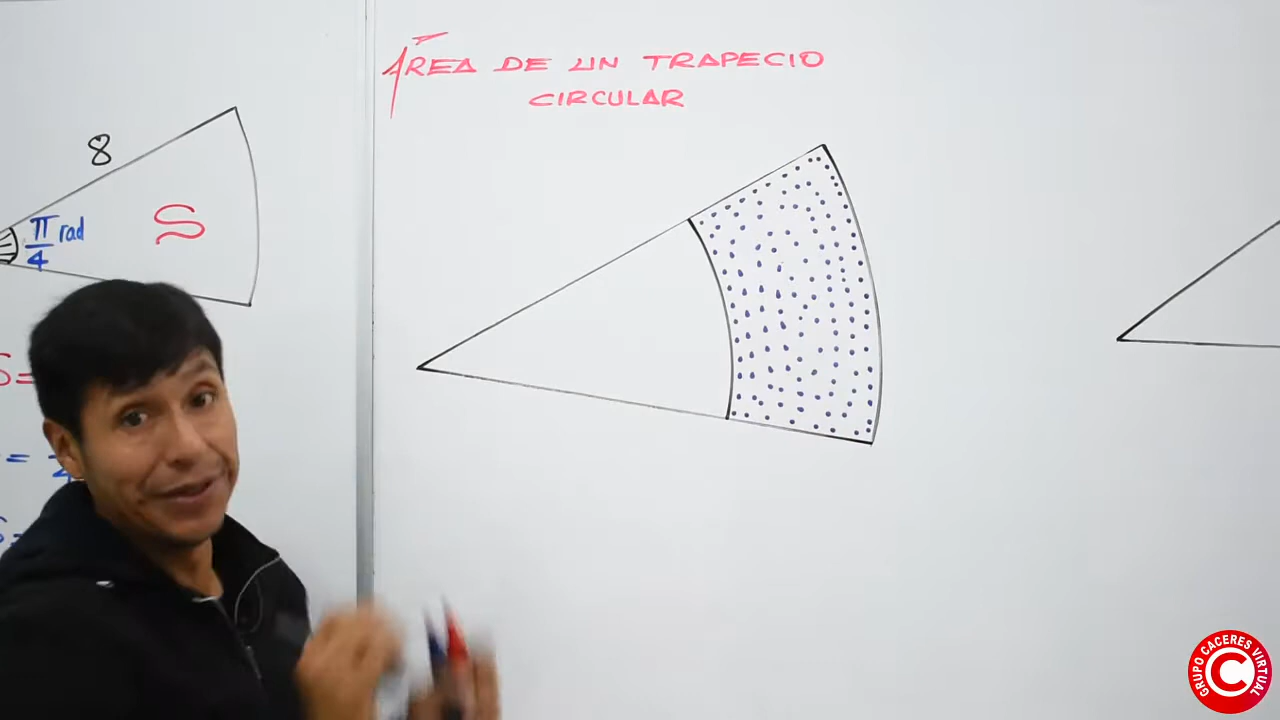 ÁREA DE UN TRAPECIO
CIRCULAR
8
π/4 rad
S
S=
=
GRUPO CACERES VIRTUAL
C